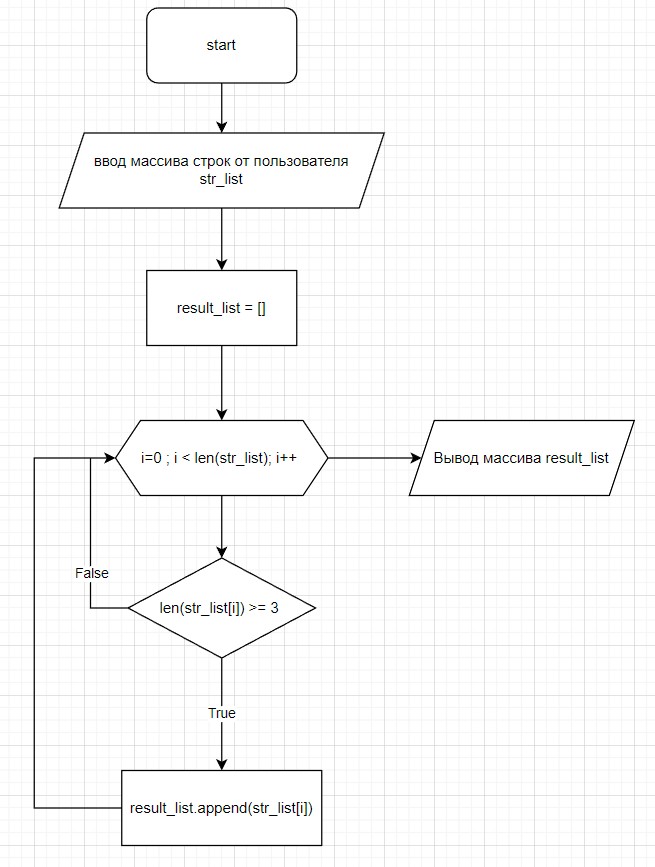 start
ввод массива строк от пользователя
str_list
result_list = []
i=0 ; i < len(str_list); i++
Вывод массива result_list
False
len(str_list[i]) >= 3
True
result_list.append(str_list[i])